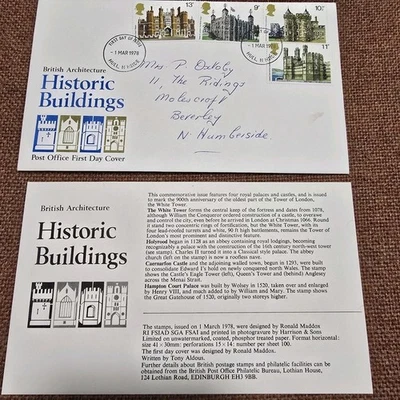 13p
9p
10½p
11p
FIRST DAY OF ISSUE
-1 MAR 1978
HULL
-1 MAR 1978
HULL
British Architecture
Historic
Buildings
Post Office First Day Cover
Mrs P
11, The Ridings
Molescroft
Beverley
N. Humberside
British Architecture
Historic
Buildings
This commemorative issue features four royal palaces and castles, and is issued
to mark the 900th anniversary of the oldest part of the Tower of London,
the White Tower.
The White Tower forms the central keep of the fortress and dates from 1078,
although William the Conqueror ordered construction of a castle, to overawe
and control the city, even before he arrived in London at Christmas 1066. Round
it stand two concentric rings of fortification, but the White Tower, with its
four lead-roofed turrets and white, 90 ft high battlements, remains the Tower of
London's most prominent and distinctive feature.
Holyrood began in 1128 as an abbey containing royal lodgings, becoming
recognizably a palace with the construction of the 16th century north-west tower
(see stamp); Charles II turned it into a Classical style palace. The abbey
church (left on the stamp) is now a roofless stave.
Caernarfon Castle and the adjoining walled town, begun in 1293, were built
to consolidate Edward I's hold on newly conquered north Wales. The stamp
shows the Castle's Eagle Tower (left), Queen's Tower and (behind) Anglesey
across the Menai Strait.
Hampton Court Palace was built by Wolsey in 1520, taken over and enlarged
by Henry VIII, and much added to by William and Mary. The stamp shows the
Great Gatehouse of 1520, originally two storeys higher.
The stamps, issued on 1 March 1978, were designed by Ronald Maddox
RI FSIAD SGA FSAI and printed in photogravure by Harrison & Sons
Limited on unwatermarked, coated, phosphor treated paper. Format horizontal:
size 41 × 30mm: perforations 15 × 14: number per sheet 100.
The first day cover was designed by Ronald Maddox.
Written by Tony Aldous.
Further details about British postage stamps and philatelic facilities can be
obtained from the British Post Office Philatelic Bureau, Lothian House,
124 Lothian Road, EDINBURGH EH3 9BB.